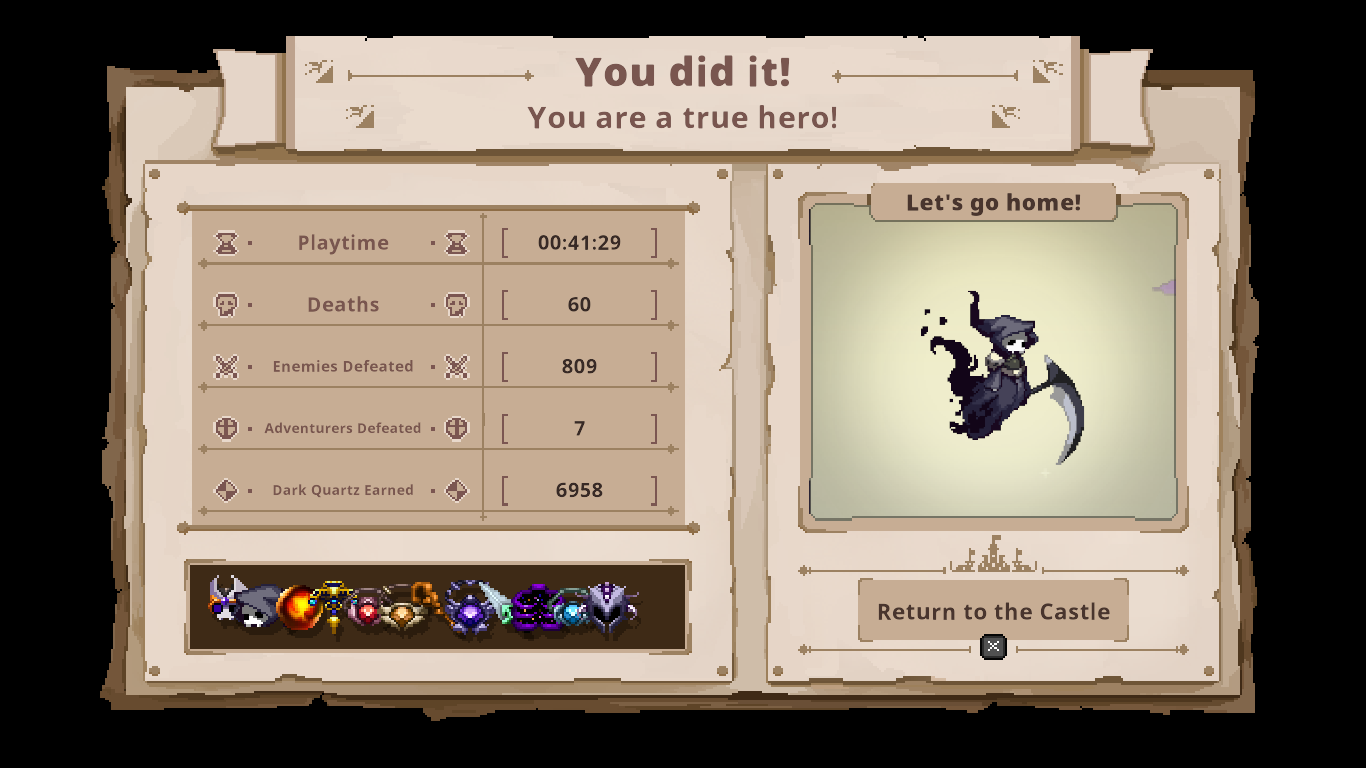 You did it!
You are a true hero!
Playtime [ 00:41:29 ]
Deaths [ 60 ]
Enemies Defeated [ 809 ]
Adventurers Defeated [ 7 ]
Dark Quartz Earned [ 6958 ]
Let's go home!
Return to the Castle
X